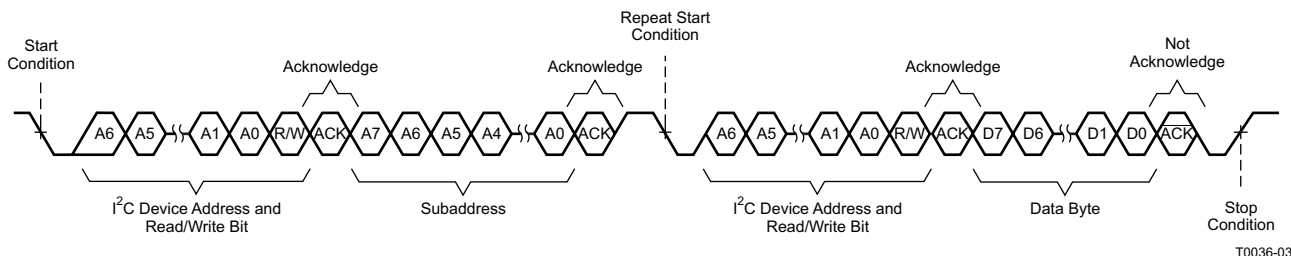 Repeat Start
Condition
Start
Condition
Not
Acknowledge
Acknowledge
Acknowledge
Acknowledge
A6 A5 A1 A0 R/W ACK A7 A6 A5 A4 A0 ACK A6 A5 A1 A0 R/W ACK D7 D6 D1 D0 ACK
I²C Device Address and
Read/Write Bit
Subaddress
I²C Device Address and
Read/Write Bit
Data Byte
Stop
Condition
T0036-03